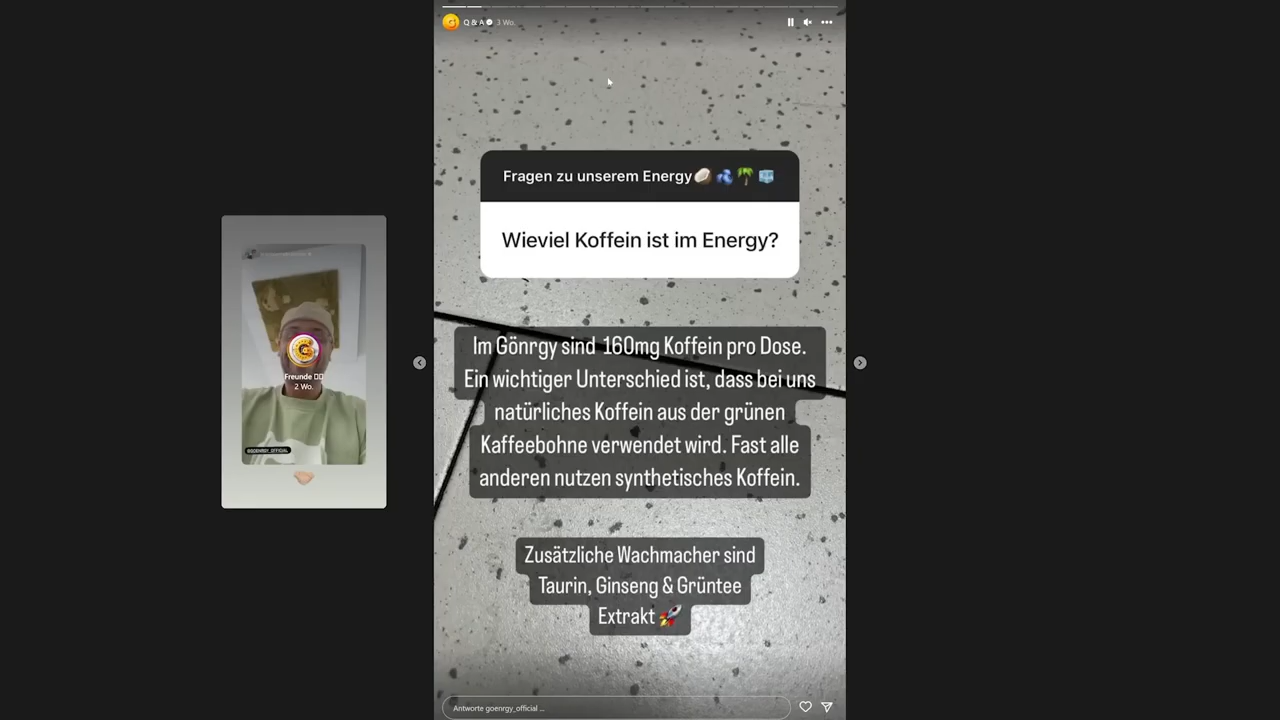 Q & A 3 Wo.
Fragen zu unserem Energy🥥💨🌴🧊
Wieviel Koffein ist im Energy?
Im Gönrgy sind 160mg Koffein pro Dose.
Ein wichtiger Unterschied ist, dass bei uns
natürliches Koffein aus der grünen
Kaffeebohne verwendet wird. Fast alle
anderen nutzen synthetisches Koffein.
Zusätzliche Wachmacher sind
Taurin, Ginseng & Grüntee
Extrakt 🚀
Antworte goenrgy_official ...
Freunde
2 Wo.
@GOENRGY_OFFICIAL